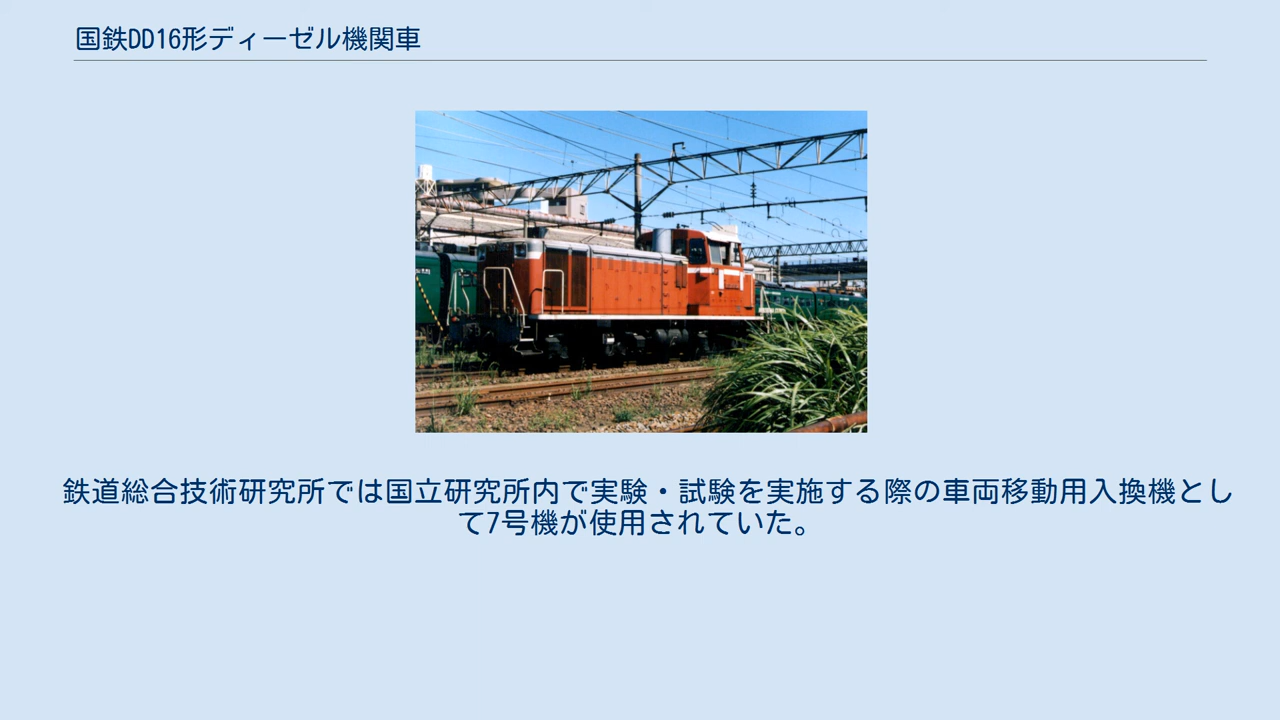 国鉄DD16形ディーゼル機関車
鉄道総合技術研究所では国立研究所内で実験・試験を実施する際の車両移動用入換機とし
て7号機が使用されていた。